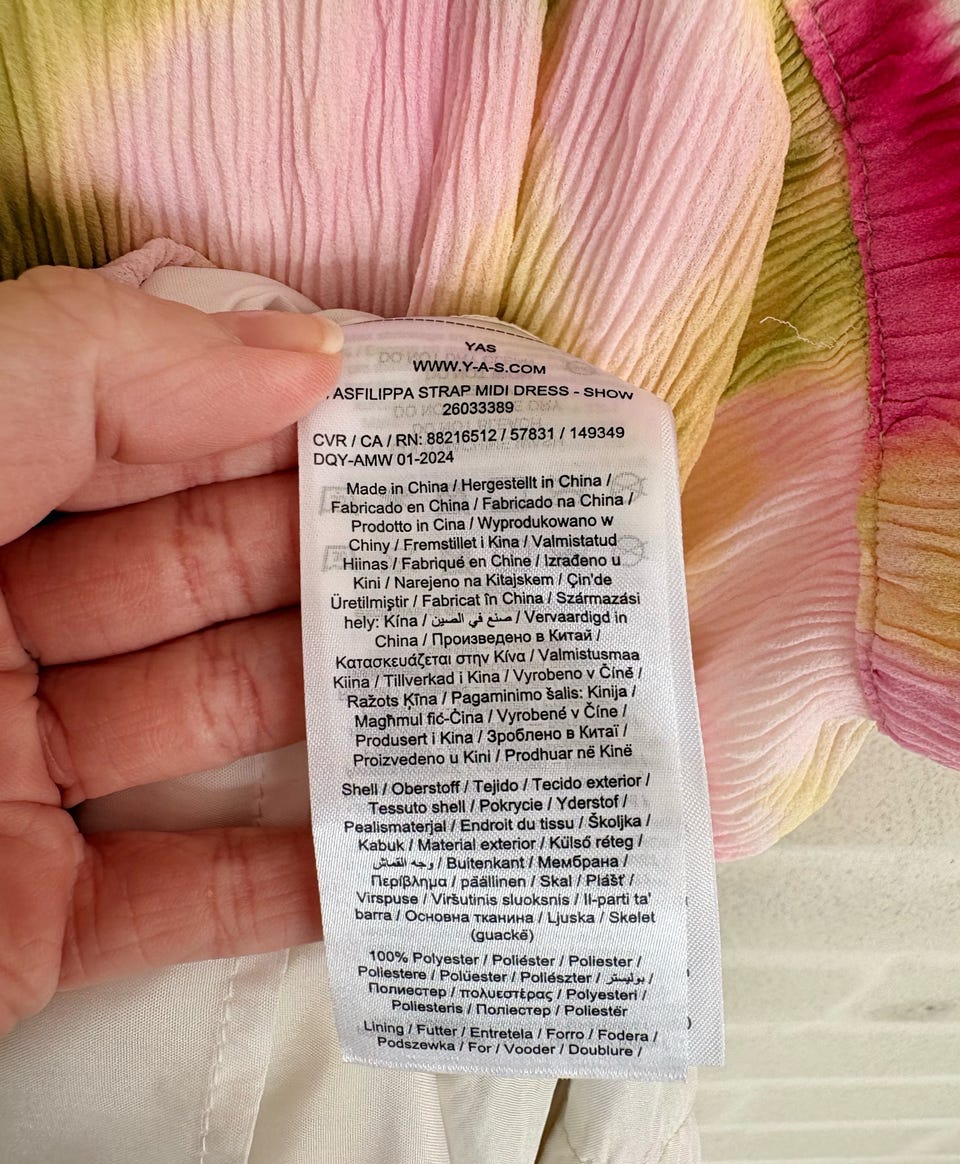 YAS
WWW.Y-A-S.COM
ASFILIPPA STRAP MIDI DRESS - SHOW
26033389
CVR / CA / RN: 88216512 / 57831 / 149349
DQY-AMW 01-2024
Made in China / Hergestellt in China /
Fabricado en China / Fabricado na China /
Prodotto in Cina / Wyprodukowano w
Chiny / Fremstillet i Kina / Valmistatud
Hiinas / Fabriqué en Chine / Izrađeno u
Kini / Narejeno na Kitajskem / Çin'de
Üretilmiştir / Fabricat în China / Származási
hely: Kína / صنع في الصين / Vervaardigd in
China / Произведено в Китай /
Κατασκευάζεται στην Κίνα / Valmistusmaa
Kiina / Tillverkad i Kina / Vyrobeno v Číně /
Ražots Ķīna / Pagaminimo šalis: Kinija /
Magħmul fiċ-Ċina / Vyrobené v Číne /
Produsert i Kina / Зроблено в Китаї /
Proizvedeno u Kini / Prodhuar në Kinë
Shell / Oberstoff / Tejido / Tecido exterior /
Tessuto shell / Pokrycie / Yderstof /
Pealismaterjal / Endroit du tissu / Školjka /
Kabuk / Material exterior / Külső réteg /
وجه القماش / Buitenkant / Мембрана /
Περίβλημα / päällinen / Skal / Plášť /
Virspuse / Viršutinis sluoksnis / Il-parti ta'
barra / Основна тканина / Ljuska / Skelet
(guackë)
100% Polyester / Poliéster / Poliester /
Poliestere / Polüester / Poliészter / بوليستر /
Полиестер / πολυεστέρας / Polyesteri /
Poliesteris / Поліестер / Poliestër
Lining / Futter / Entretela / Forro / Fodera /
Podszewka / For / Vooder / Doublure /